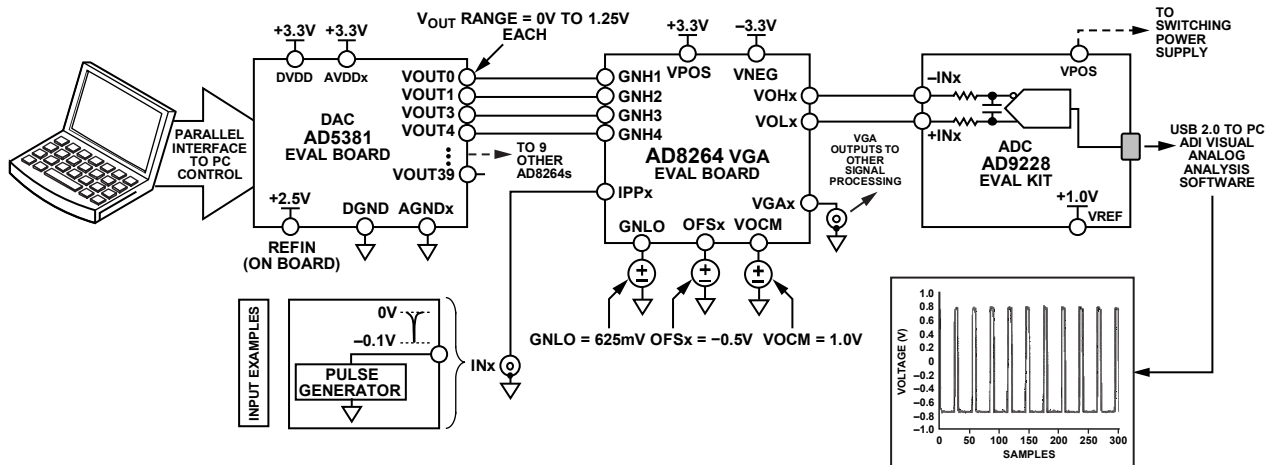 VOUT RANGE = 0V TO 1.25V
EACH
+3.3V
+3.3V
DVDD
AVDDx
PARALLEL
INTERFACE
TO PC
CONTROL
DAC
AD5381
EVAL BOARD
VOUT0
VOUT1
VOUT3
VOUT4
VOUT39
TO 9
OTHER
AD8264s
+2.5V
REFIN
(ON BOARD)
DGND
AGNDx
+3.3V
−3.3V
VPOS
VNEG
GNH1
GNH2
GNH3
GNH4
IPPx
AD8264 VGA
EVAL BOARD
VOHx
VOLx
VGAx
GNLO
OFSx
VOCM
VGA
OUTPUTS TO
OTHER
SIGNAL
PROCESSING
GNLO = 625mV
OFSx = −0.5V
VOCM = 1.0V
TO
SWITCHING
POWER
SUPPLY
VPOS
−INx
+INx
ADC
AD9228
EVAL KIT
+1.0V
VREF
USB 2.0 TO PC
ADI VISUAL
ANALOG
ANALYSIS
SOFTWARE
INPUT EXAMPLES
0V
−0.1V
PULSE
GENERATOR
INx
VOLTAGE (V)
1.0
0.8
0.6
0.4
0.2
0
−0.2
−0.4
−0.6
−0.8
−1.0
0
50
100
150
200
250
300
SAMPLES